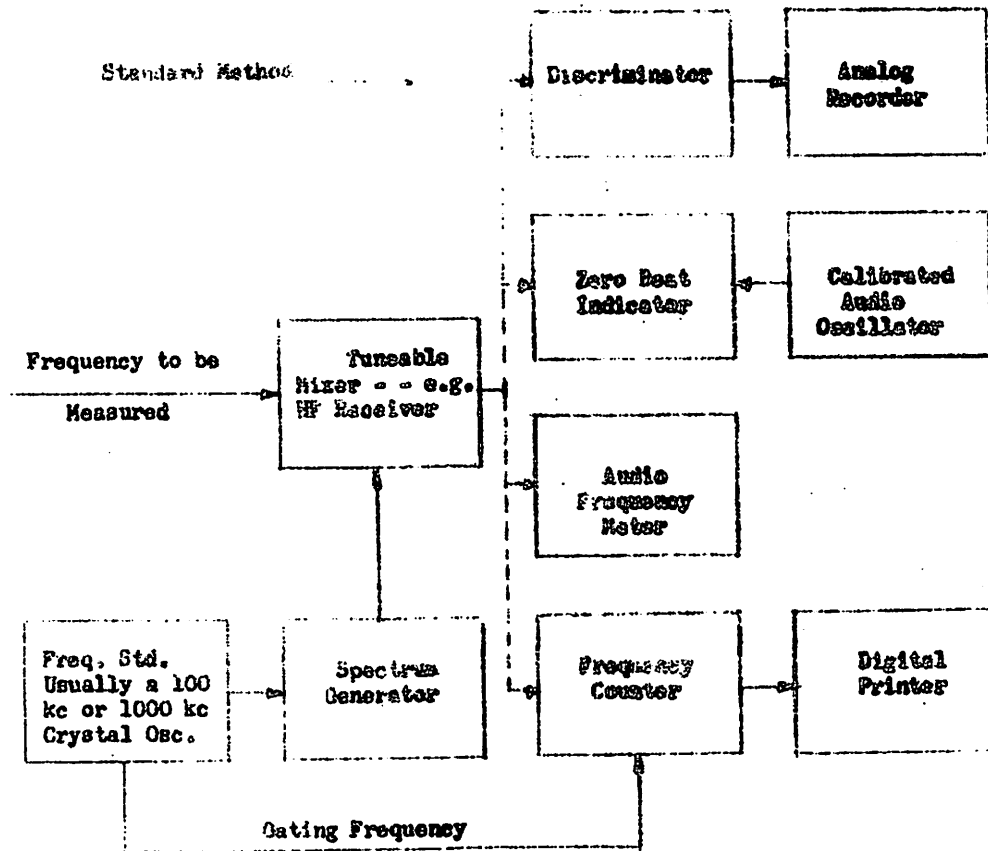 Standard Method
Discriminator
Analog
Recorder
Zero Beat
Indicator
Calibrated
Audio
Oscillator
Frequency to be
Measured
Tuneable
Mixer - - e.g.
HF Receiver
Audio
Frequency
Meter
Freq. Std.
Usually a 100
kc or 1000 kc
Crystal Osc.
Spectrum
Generator
Frequency
Counter
Digital
Printer
Gating Frequency